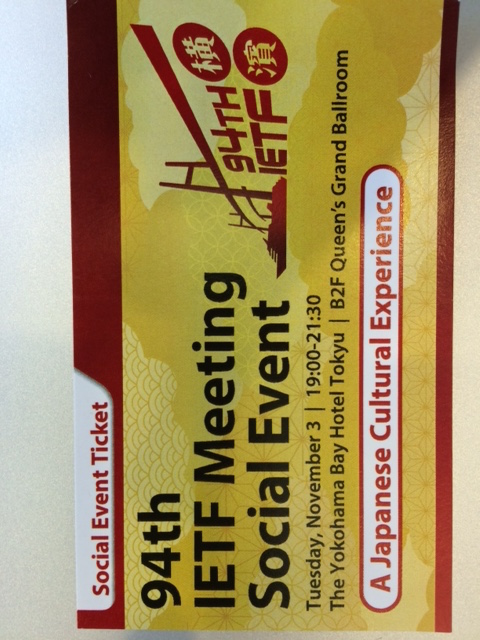 Social Event Ticket
94th
IETF Meeting
Social Event
横
濱
94TH
IETF
Tuesday, November 3 | 19:00-21:30
The Yokohama Bay Hotel Tokyu | B2F Queen's Grand Ballroom
A Japanese Cultural Experience